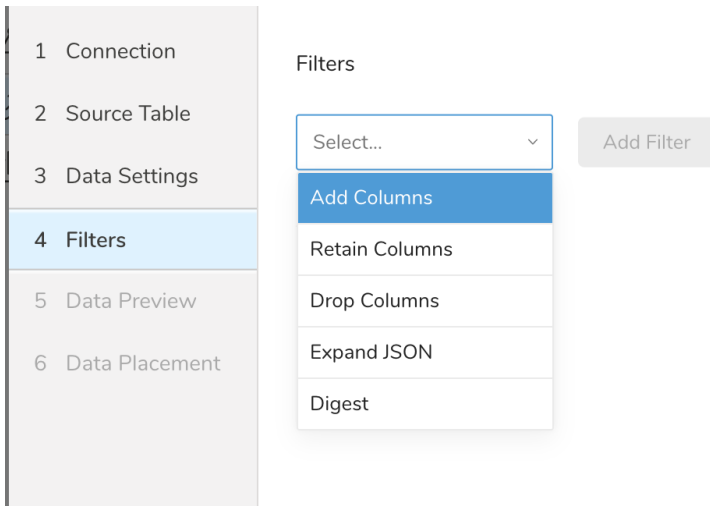 1 Connection
2 Source Table
3 Data Settings
4 Filters
5 Data Preview
6 Data Placement
Filters
Select...
Add Filter
Add Columns
Retain Columns
Drop Columns
Expand JSON
Digest